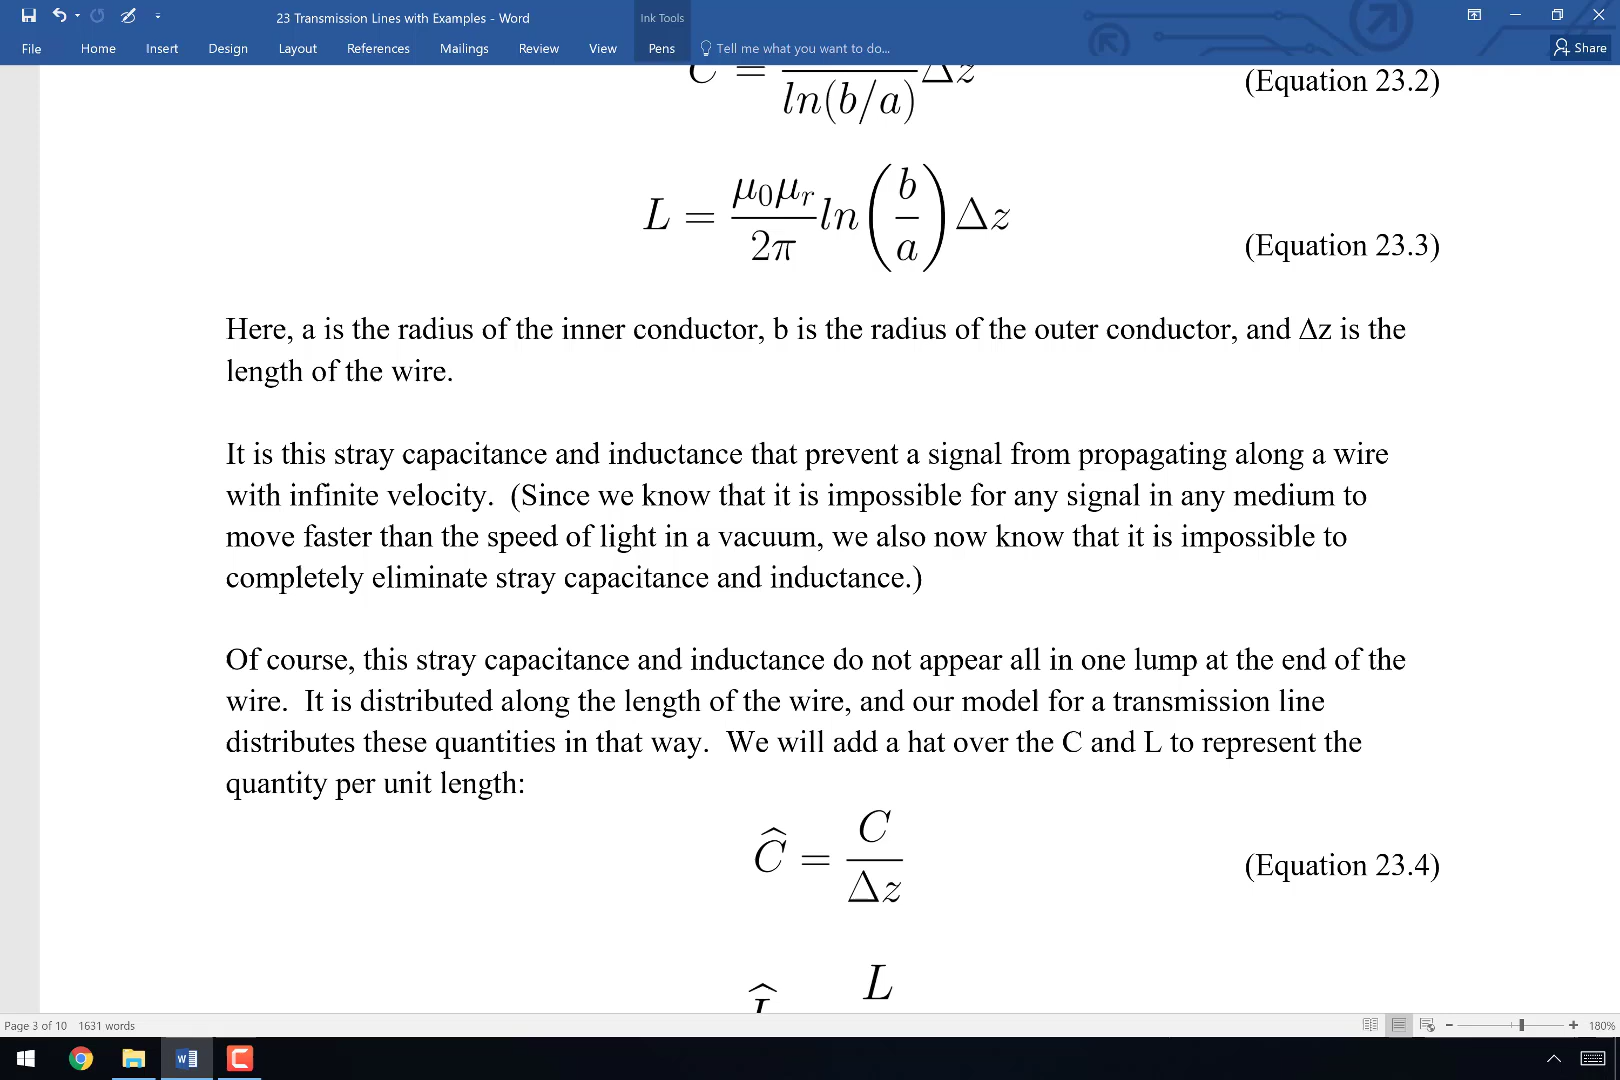 23 Transmission Lines with Examples - Word
Ink Tools
File Home Insert Design Layout References Mailings Review View Pens Tell me what you want to do... Share
C = ln(b/a) Δz (Equation 23.2)
L = μ0μr/2π ln(b/a) Δz (Equation 23.3)
Here, a is the radius of the inner conductor, b is the radius of the outer conductor, and Δz is the
length of the wire.
It is this stray capacitance and inductance that prevent a signal from propagating along a wire
with infinite velocity. (Since we know that it is impossible for any signal in any medium to
move faster than the speed of light in a vacuum, we also now know that it is impossible to
completely eliminate stray capacitance and inductance.)
Of course, this stray capacitance and inductance do not appear all in one lump at the end of the
wire. It is distributed along the length of the wire, and our model for a transmission line
distributes these quantities in that way. We will add a hat over the C and L to represent the
quantity per unit length:
Ĉ = C/Δz (Equation 23.4)
L
Page 3 of 10 1631 words 180%